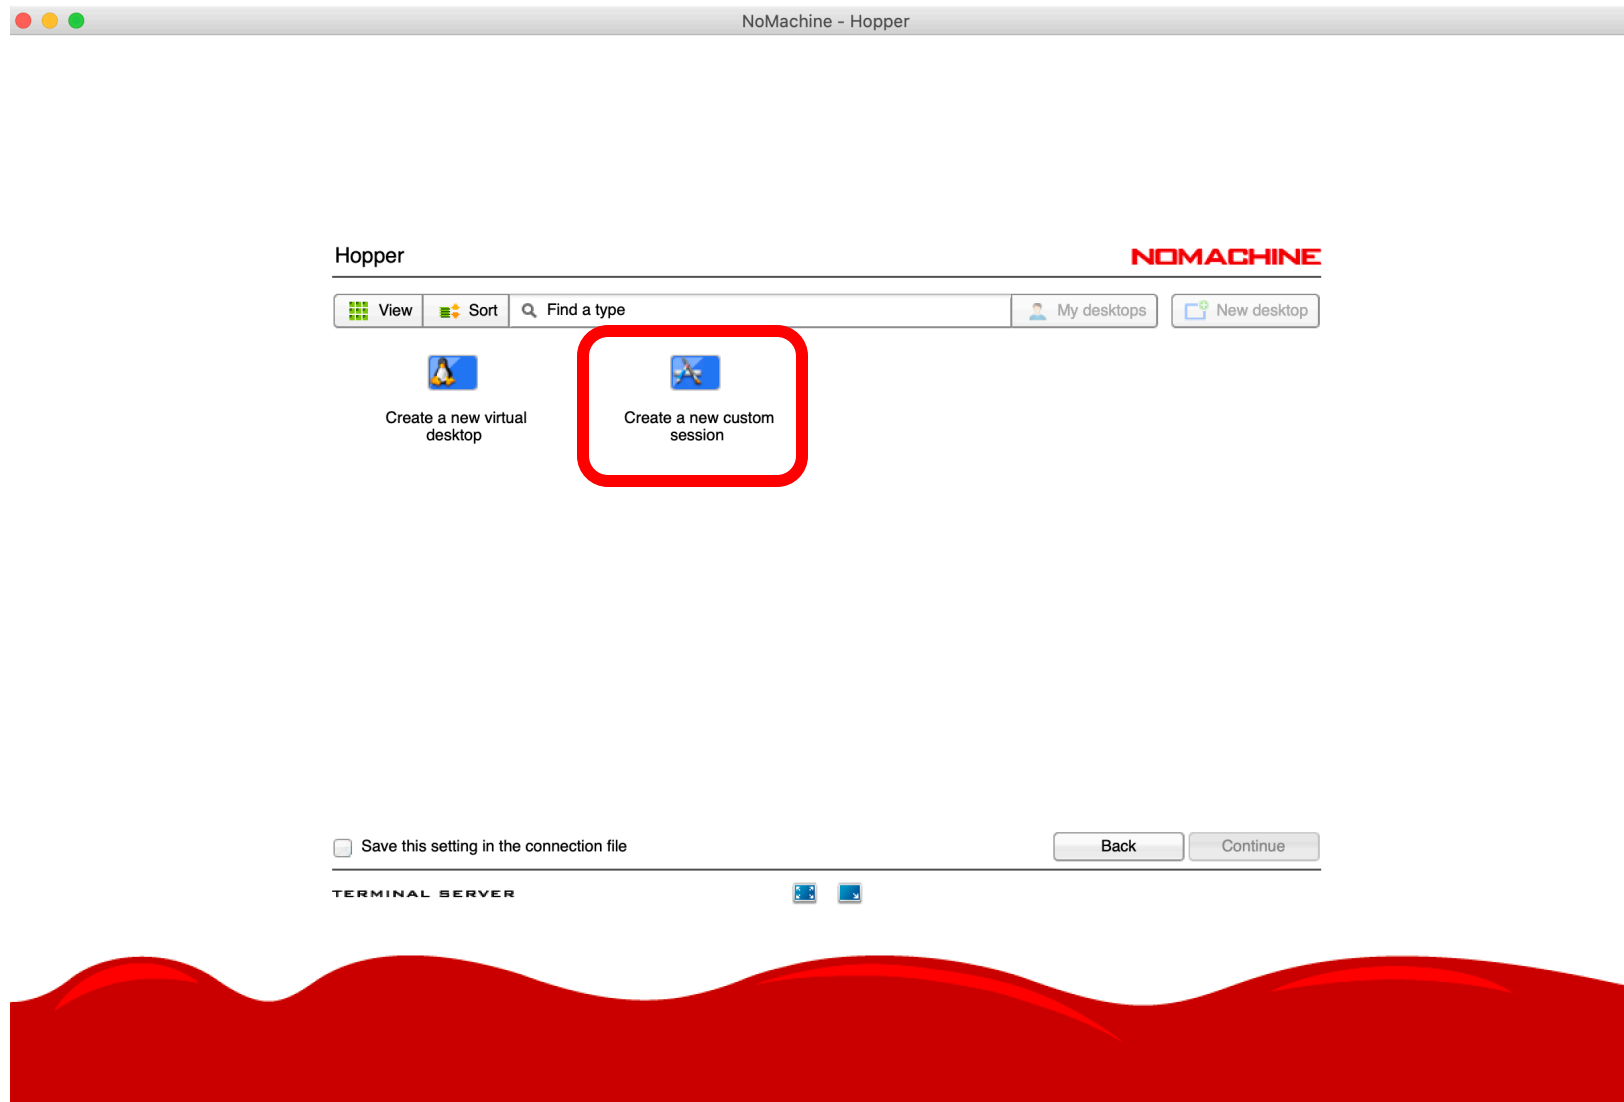 NoMachine - Hopper
Hopper
NOMACHINE
View
Sort
Find a type
My desktops
New desktop
Create a new virtual
desktop
Create a new custom
session
Save this setting in the connection file
Back
Continue
TERMINAL SERVER